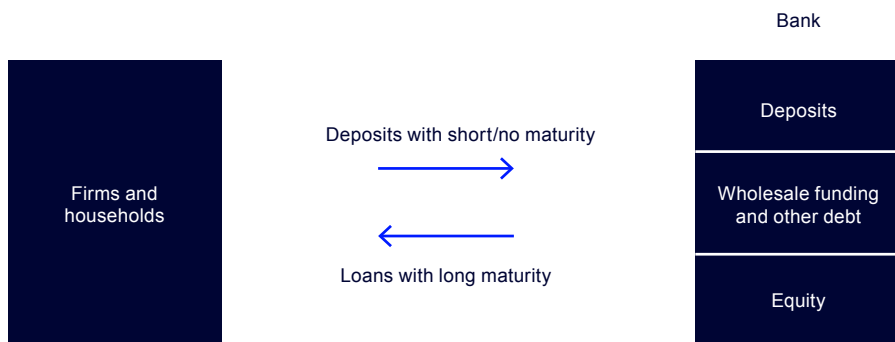 Bank
Deposits
Deposits with short/no maturity
Firms and
households
Wholesale funding
and other debt
Loans with long maturity
Equity